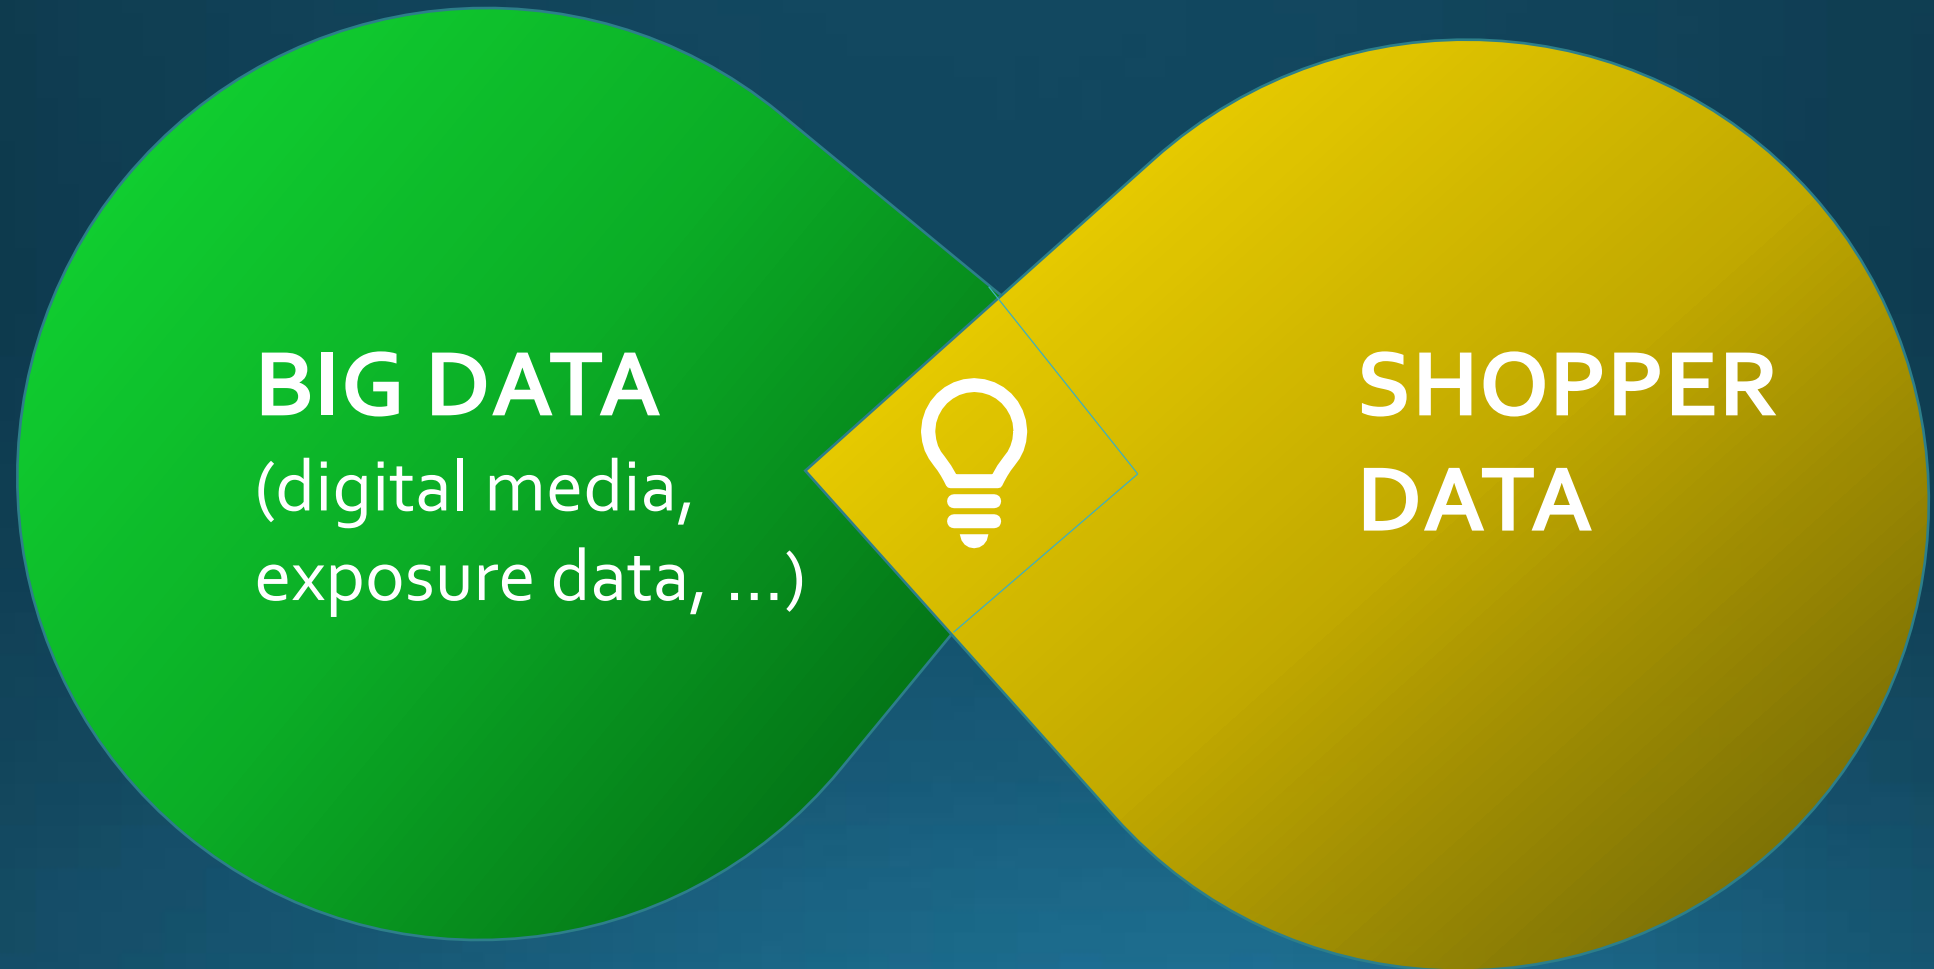 BIG DATA
(digital media,
exposure data, ...)
SHOPPER
DATA